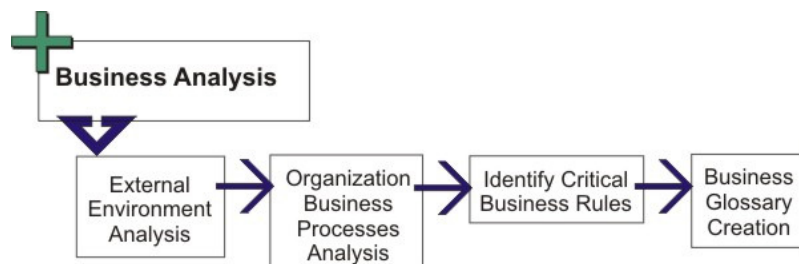 Business Analysis
External
Environment
Analysis
Organization
Business
Processes
Analysis
Identify Critical
Business Rules
Business
Glossary
Creation